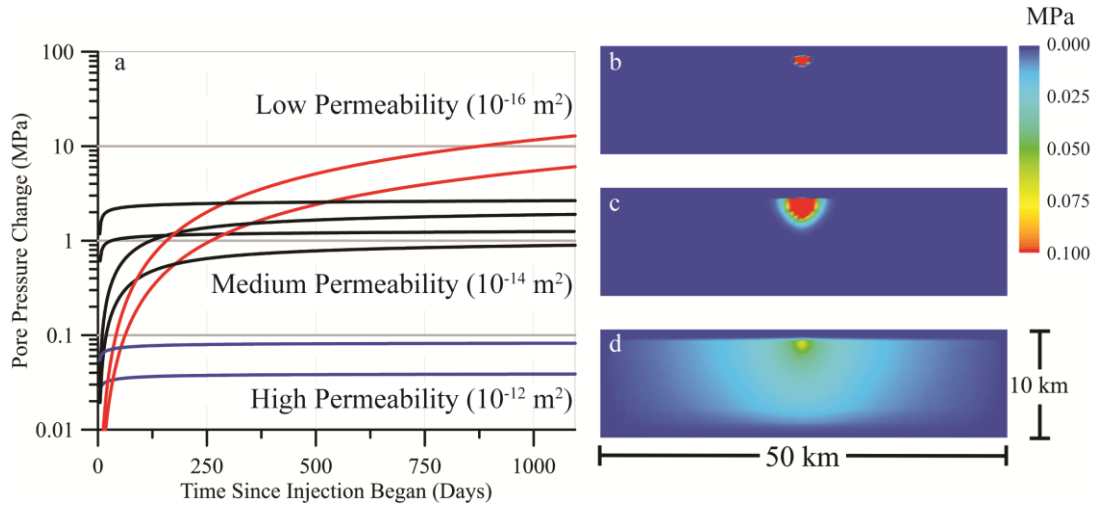 a
100
10
1
0.1
0.01
Pore Pressure Change (MPa)
Low Permeability (10⁻¹⁶ m²)
Medium Permeability (10⁻¹⁴ m²)
High Permeability (10⁻¹² m²)
0
250
500
750
1000
Time Since Injection Began (Days)
b
c
d
50 km
10 km
MPa
0.000
0.025
0.050
0.075
0.100